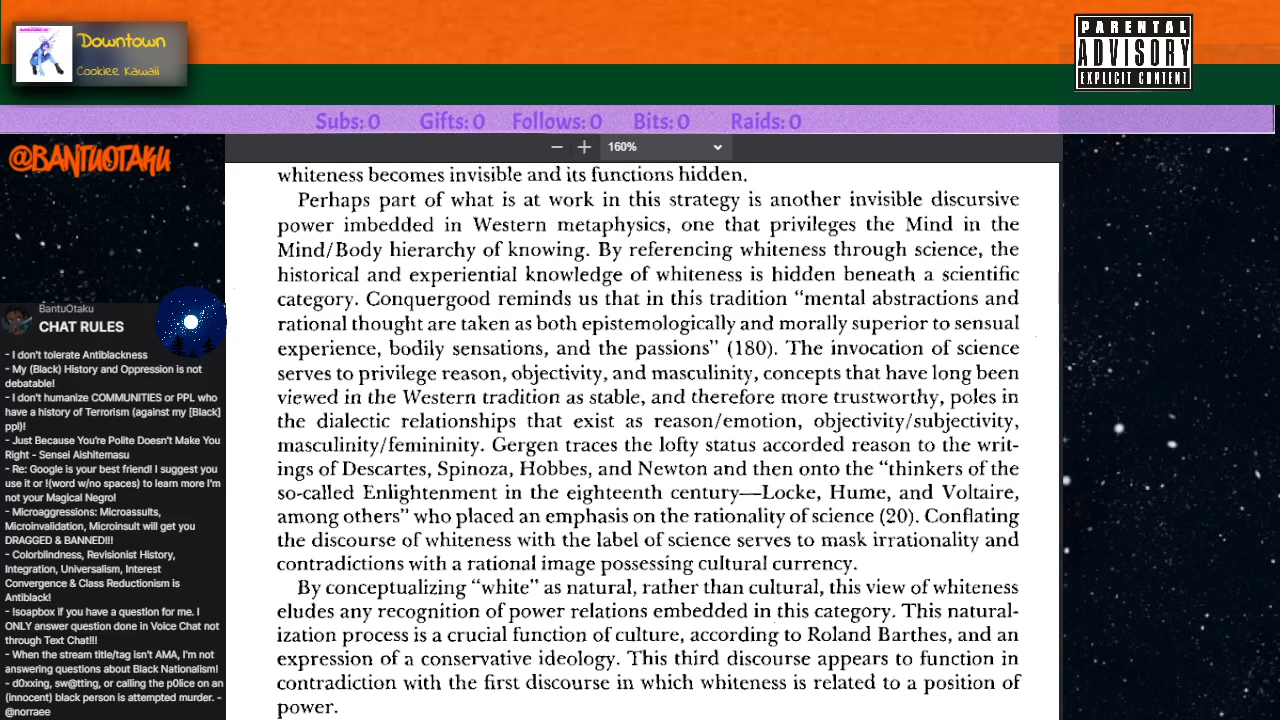 Downtown
Cookiee Kawaii
PARENTAL
ADVISORY
EXPLICIT CONTENT
Subs: 0 Gifts: 0 Follows: 0 Bits: 0 Raids: 0
@BANTUOTAKU
160%
BantuOtaku
CHAT RULES
- I don't tolerate Antiblackness
- My (Black) History and Oppression is not
debatable!
- I don't humanize COMMUNITIES or PPL who
have a history of Terrorism (against my [Black]
ppl)!
- Just Because You're Polite Doesn't Make You
Right - Sensei Aishitemasu
- Re: Google is your best friend! I suggest you
use it or !(word w/no spaces) to learn more I'm
not your Magical Negro!
- Microaggressions: Microassults,
Microinvalidation, Microinsult will get you
DRAGGED & BANNED!!!
- Colorblindness, Revisionist History,
Integration, Universalism, Interest
Convergence & Class Reductionism is
Antiblack!
- !soapbox if you have a question for me. I
ONLY answer question done in Voice Chat not
through Text Chat!!!
- When the stream title/tag isn't AMA, I'm not
answering questions about Black Nationalism!
- d0xxing, sw@tting, or calling the p0lice on an
(innocent) black person is attempted murder. -
@norraee
whiteness becomes invisible and its functions hidden.
Perhaps part of what is at work in this strategy is another invisible discursive
power imbedded in Western metaphysics, one that privileges the Mind in the
Mind/Body hierarchy of knowing. By referencing whiteness through science, the
historical and experiential knowledge of whiteness is hidden beneath a scientific
category. Conquergood reminds us that in this tradition "mental abstractions and
rational thought are taken as both epistemologically and morally superior to sensual
experience, bodily sensations, and the passions" (180). The invocation of science
serves to privilege reason, objectivity, and masculinity, concepts that have long been
viewed in the Western tradition as stable, and therefore more trustworthy, poles in
the dialectic relationships that exist as reason/emotion, objectivity/subjectivity,
masculinity/femininity. Gergen traces the lofty status accorded reason to the writ-
ings of Descartes, Spinoza, Hobbes, and Newton and then onto the "thinkers of the
so-called Enlightenment in the eighteenth century—Locke, Hume, and Voltaire,
among others" who placed an emphasis on the rationality of science (20). Conflating
the discourse of whiteness with the label of science serves to mask irrationality and
contradictions with a rational image possessing cultural currency.
By conceptualizing "white" as natural, rather than cultural, this view of whiteness
eludes any recognition of power relations embedded in this category. This natural-
ization process is a crucial function of culture, according to Roland Barthes, and an
expression of a conservative ideology. This third discourse appears to function in
contradiction with the first discourse in which whiteness is related to a position of
power.